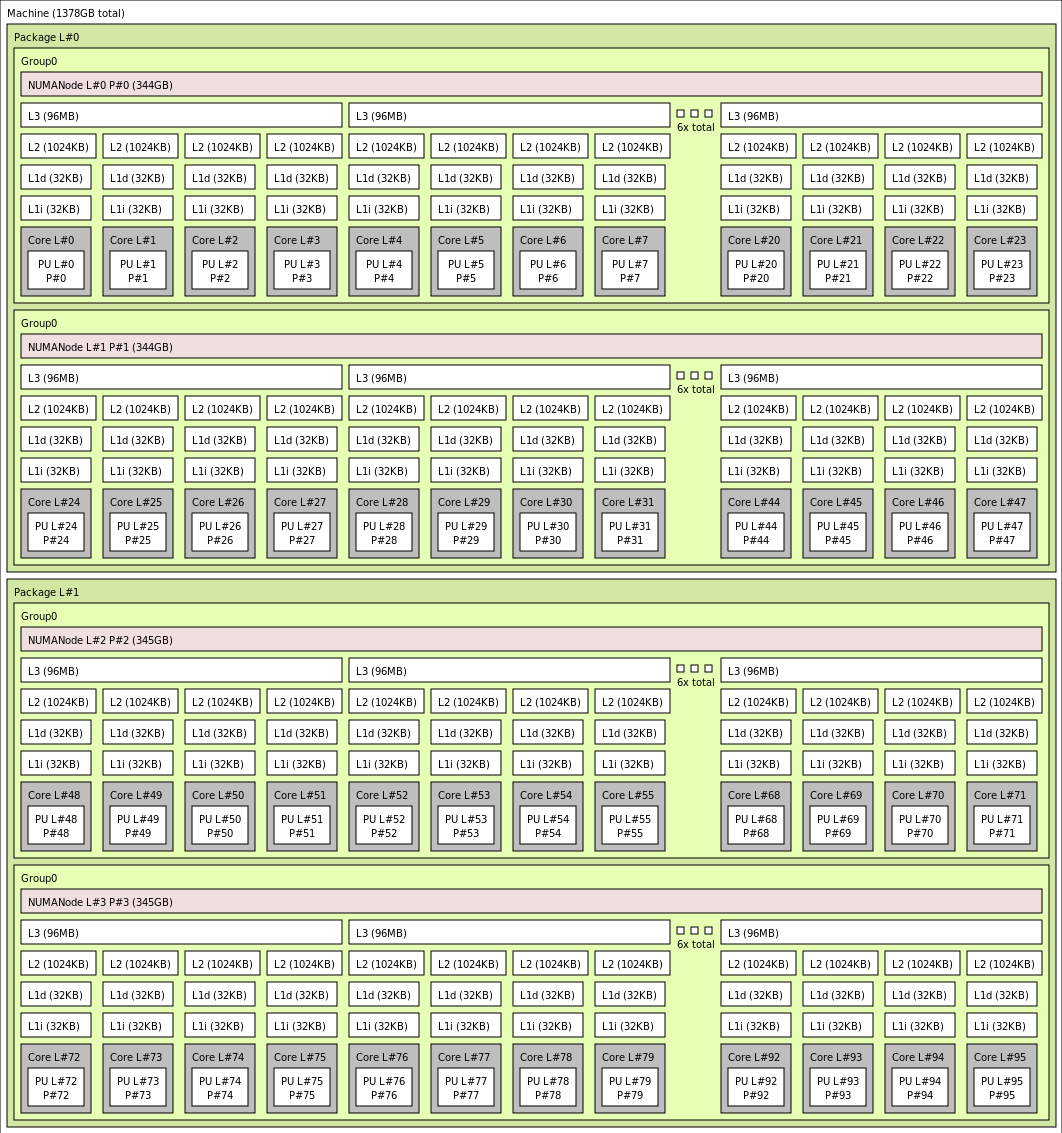 Machine (1378GB total)
Package L#0
Group0
NUMANode L#0 P#0 (344GB)
L3 (96MB) L3 (96MB) L3 (96MB)
6x total
L2 (1024KB) L2 (1024KB) L2 (1024KB) L2 (1024KB) L2 (1024KB) L2 (1024KB) L2 (1024KB) L2 (1024KB) L2 (1024KB) L2 (1024KB) L2 (1024KB) L2 (1024KB)
L1d (32KB) L1d (32KB) L1d (32KB) L1d (32KB) L1d (32KB) L1d (32KB) L1d (32KB) L1d (32KB) L1d (32KB) L1d (32KB) L1d (32KB) L1d (32KB)
L1i (32KB) L1i (32KB) L1i (32KB) L1i (32KB) L1i (32KB) L1i (32KB) L1i (32KB) L1i (32KB) L1i (32KB) L1i (32KB) L1i (32KB) L1i (32KB)
Core L#0 Core L#1 Core L#2 Core L#3 Core L#4 Core L#5 Core L#6 Core L#7 Core L#20 Core L#21 Core L#22 Core L#23
PU L#0 PU L#1 PU L#2 PU L#3 PU L#4 PU L#5 PU L#6 PU L#7 PU L#20 PU L#21 PU L#22 PU L#23
P#0 P#1 P#2 P#3 P#4 P#5 P#6 P#7 P#20 P#21 P#22 P#23
Group0
NUMANode L#1 P#1 (344GB)
L3 (96MB) L3 (96MB) L3 (96MB)
6x total
L2 (1024KB) L2 (1024KB) L2 (1024KB) L2 (1024KB) L2 (1024KB) L2 (1024KB) L2 (1024KB) L2 (1024KB) L2 (1024KB) L2 (1024KB) L2 (1024KB) L2 (1024KB)
L1d (32KB) L1d (32KB) L1d (32KB) L1d (32KB) L1d (32KB) L1d (32KB) L1d (32KB) L1d (32KB) L1d (32KB) L1d (32KB) L1d (32KB) L1d (32KB)
L1i (32KB) L1i (32KB) L1i (32KB) L1i (32KB) L1i (32KB) L1i (32KB) L1i (32KB) L1i (32KB) L1i (32KB) L1i (32KB) L1i (32KB) L1i (32KB)
Core L#24 Core L#25 Core L#26 Core L#27 Core L#28 Core L#29 Core L#30 Core L#31 Core L#44 Core L#45 Core L#46 Core L#47
PU L#24 PU L#25 PU L#26 PU L#27 PU L#28 PU L#29 PU L#30 PU L#31 PU L#44 PU L#45 PU L#46 PU L#47
P#24 P#25 P#26 P#27 P#28 P#29 P#30 P#31 P#44 P#45 P#46 P#47
Package L#1
Group0
NUMANode L#2 P#2 (345GB)
L3 (96MB) L3 (96MB) L3 (96MB)
6x total
L2 (1024KB) L2 (1024KB) L2 (1024KB) L2 (1024KB) L2 (1024KB) L2 (1024KB) L2 (1024KB) L2 (1024KB) L2 (1024KB) L2 (1024KB) L2 (1024KB) L2 (1024KB)
L1d (32KB) L1d (32KB) L1d (32KB) L1d (32KB) L1d (32KB) L1d (32KB) L1d (32KB) L1d (32KB) L1d (32KB) L1d (32KB) L1d (32KB) L1d (32KB)
L1i (32KB) L1i (32KB) L1i (32KB) L1i (32KB) L1i (32KB) L1i (32KB) L1i (32KB) L1i (32KB) L1i (32KB) L1i (32KB) L1i (32KB) L1i (32KB)
Core L#48 Core L#49 Core L#50 Core L#51 Core L#52 Core L#53 Core L#54 Core L#55 Core L#68 Core L#69 Core L#70 Core L#71
PU L#48 PU L#49 PU L#50 PU L#51 PU L#52 PU L#53 PU L#54 PU L#55 PU L#68 PU L#69 PU L#70 PU L#71
P#48 P#49 P#50 P#51 P#52 P#53 P#54 P#55 P#68 P#69 P#70 P#71
Group0
NUMANode L#3 P#3 (345GB)
L3 (96MB) L3 (96MB) L3 (96MB)
6x total
L2 (1024KB) L2 (1024KB) L2 (1024KB) L2 (1024KB) L2 (1024KB) L2 (1024KB) L2 (1024KB) L2 (1024KB) L2 (1024KB) L2 (1024KB) L2 (1024KB) L2 (1024KB)
L1d (32KB) L1d (32KB) L1d (32KB) L1d (32KB) L1d (32KB) L1d (32KB) L1d (32KB) L1d (32KB) L1d (32KB) L1d (32KB) L1d (32KB) L1d (32KB)
L1i (32KB) L1i (32KB) L1i (32KB) L1i (32KB) L1i (32KB) L1i (32KB) L1i (32KB) L1i (32KB) L1i (32KB) L1i (32KB) L1i (32KB) L1i (32KB)
Core L#72 Core L#73 Core L#74 Core L#75 Core L#76 Core L#77 Core L#78 Core L#79 Core L#92 Core L#93 Core L#94 Core L#95
PU L#72 PU L#73 PU L#74 PU L#75 PU L#76 PU L#77 PU L#78 PU L#79 PU L#92 PU L#93 PU L#94 PU L#95
P#72 P#73 P#74 P#75 P#76 P#77 P#78 P#79 P#92 P#93 P#94 P#95